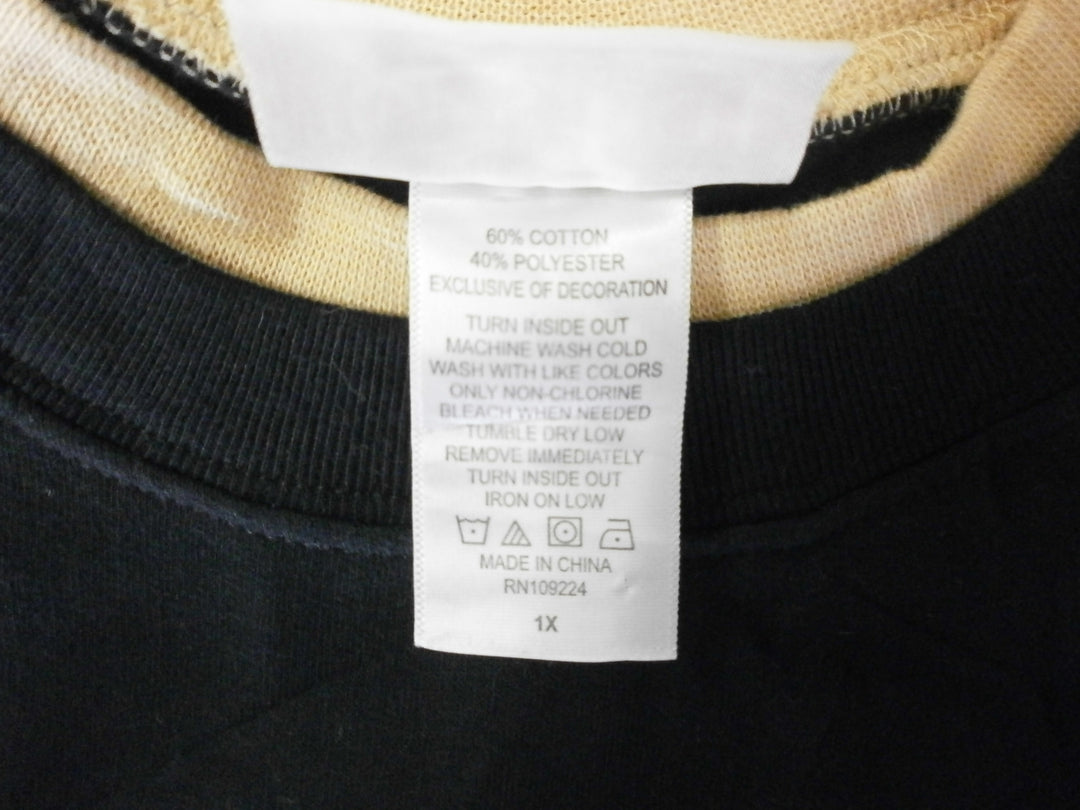 60% COTTON
40% POLYESTER
EXCLUSIVE OF DECORATION
TURN INSIDE OUT
MACHINE WASH COLD
WASH WITH LIKE COLORS
ONLY NON-CHLORINE
BLEACH WHEN NEEDED
TUMBLE DRY LOW
REMOVE IMMEDIATELY
TURN INSIDE OUT
IRON ON LOW
MADE IN CHINA
RN109224
1X